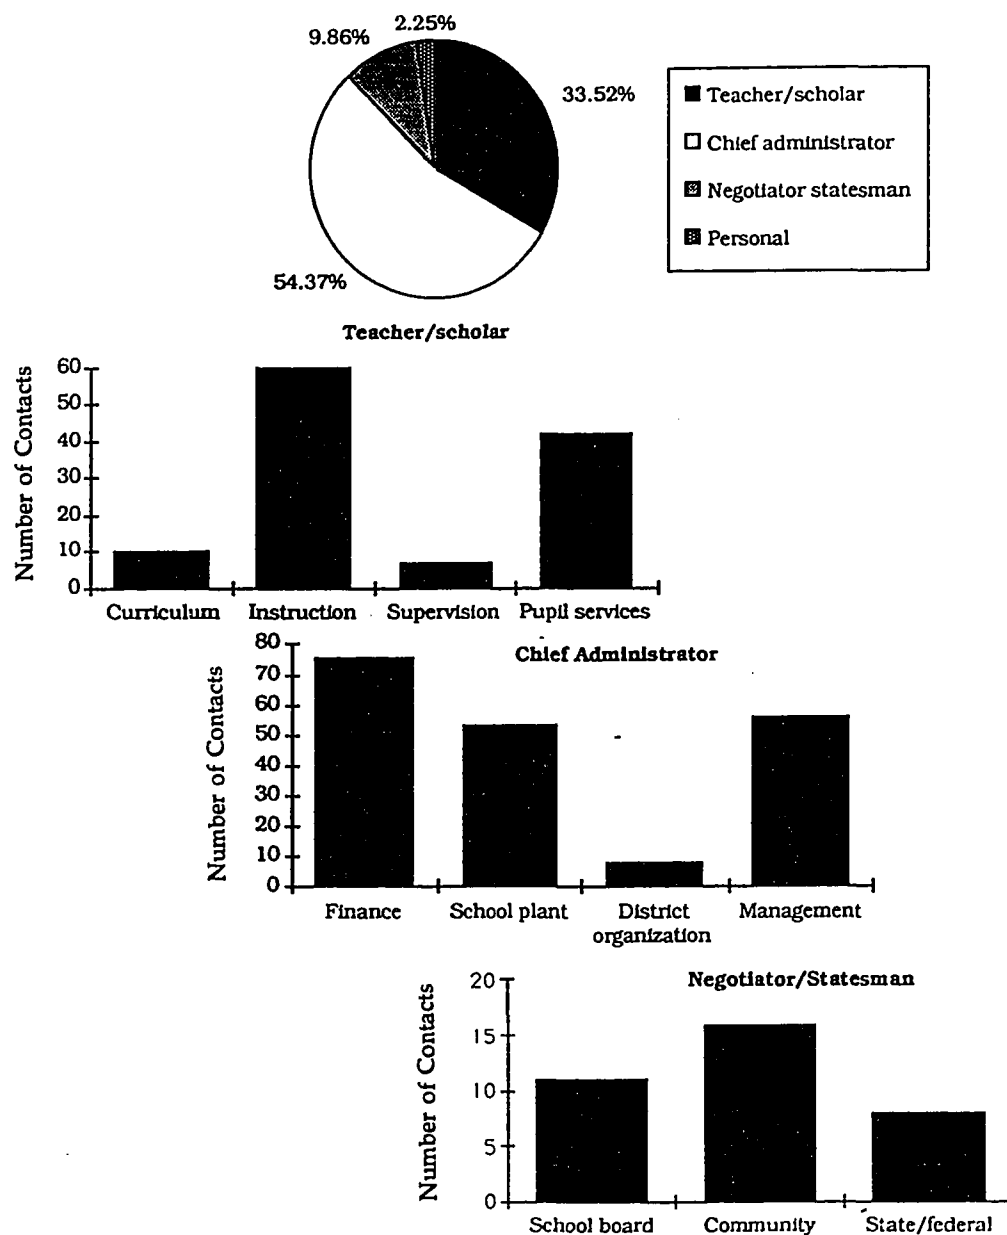 2.25%
9.86%
33.52%
54.37%
Teacher/scholar
Chief administrator
Negotiator statesman
Personal
Teacher/scholar
Number of Contacts
60
50
40
30
20
10
0
Curriculum Instruction Supervision Pupil services
Chief Administrator
Number of Contacts
80
70
60
50
40
30
20
10
0
Finance School plant District Management
organization
Negotiator/Statesman
Number of Contacts
20
15
10
5
0
School board Community State/federal